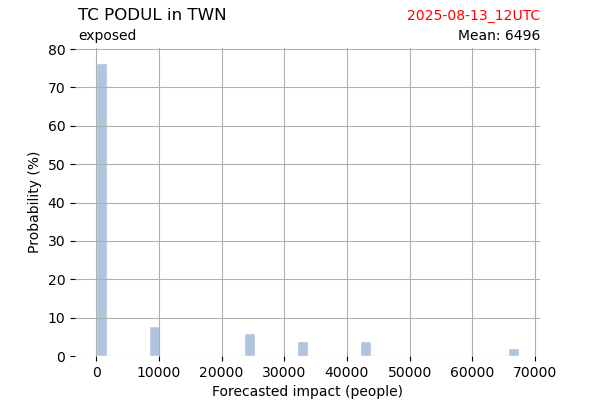 TC PODUL in TWN
2025-08-13_12UTC
exposed
Mean: 6496
80
70
60
50
40
30
20
10
0
Probability (%)
0 10000 20000 30000 40000 50000 60000 70000
Forecasted impact (people)